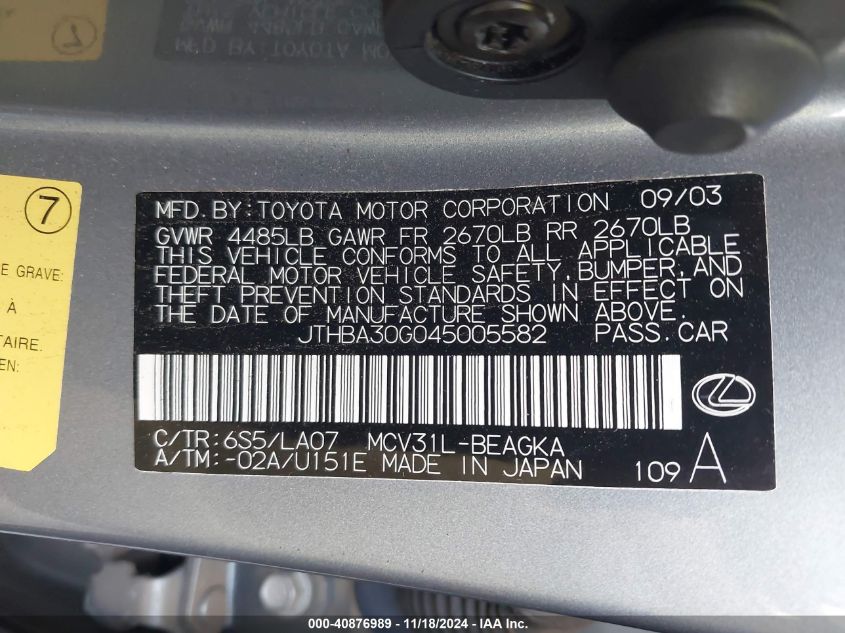 7
E GRAVE:
À
TAIRE.
EN:
MFD. BY: TOYOTA MOTOR CORPORATION 09/03
GVWR 4485LB GAWR FR 2670LB RR 2670LB
THIS VEHICLE CONFORMS TO ALL APPLICABLE
FEDERAL MOTOR VEHICLE SAFETY, BUMPER, AND
THEFT PREVENTION STANDARDS IN EFFECT ON
THE DATE OF MANUFACTURE SHOWN ABOVE.
JTHBA30G045005582 PASS. CAR
C/TR: 6S5/LA07 MCV31L-BEAGKA
A/TM: -02A/U151E MADE IN JAPAN 109 A
000-40876989 - 11/18/2024 - IAA Inc.